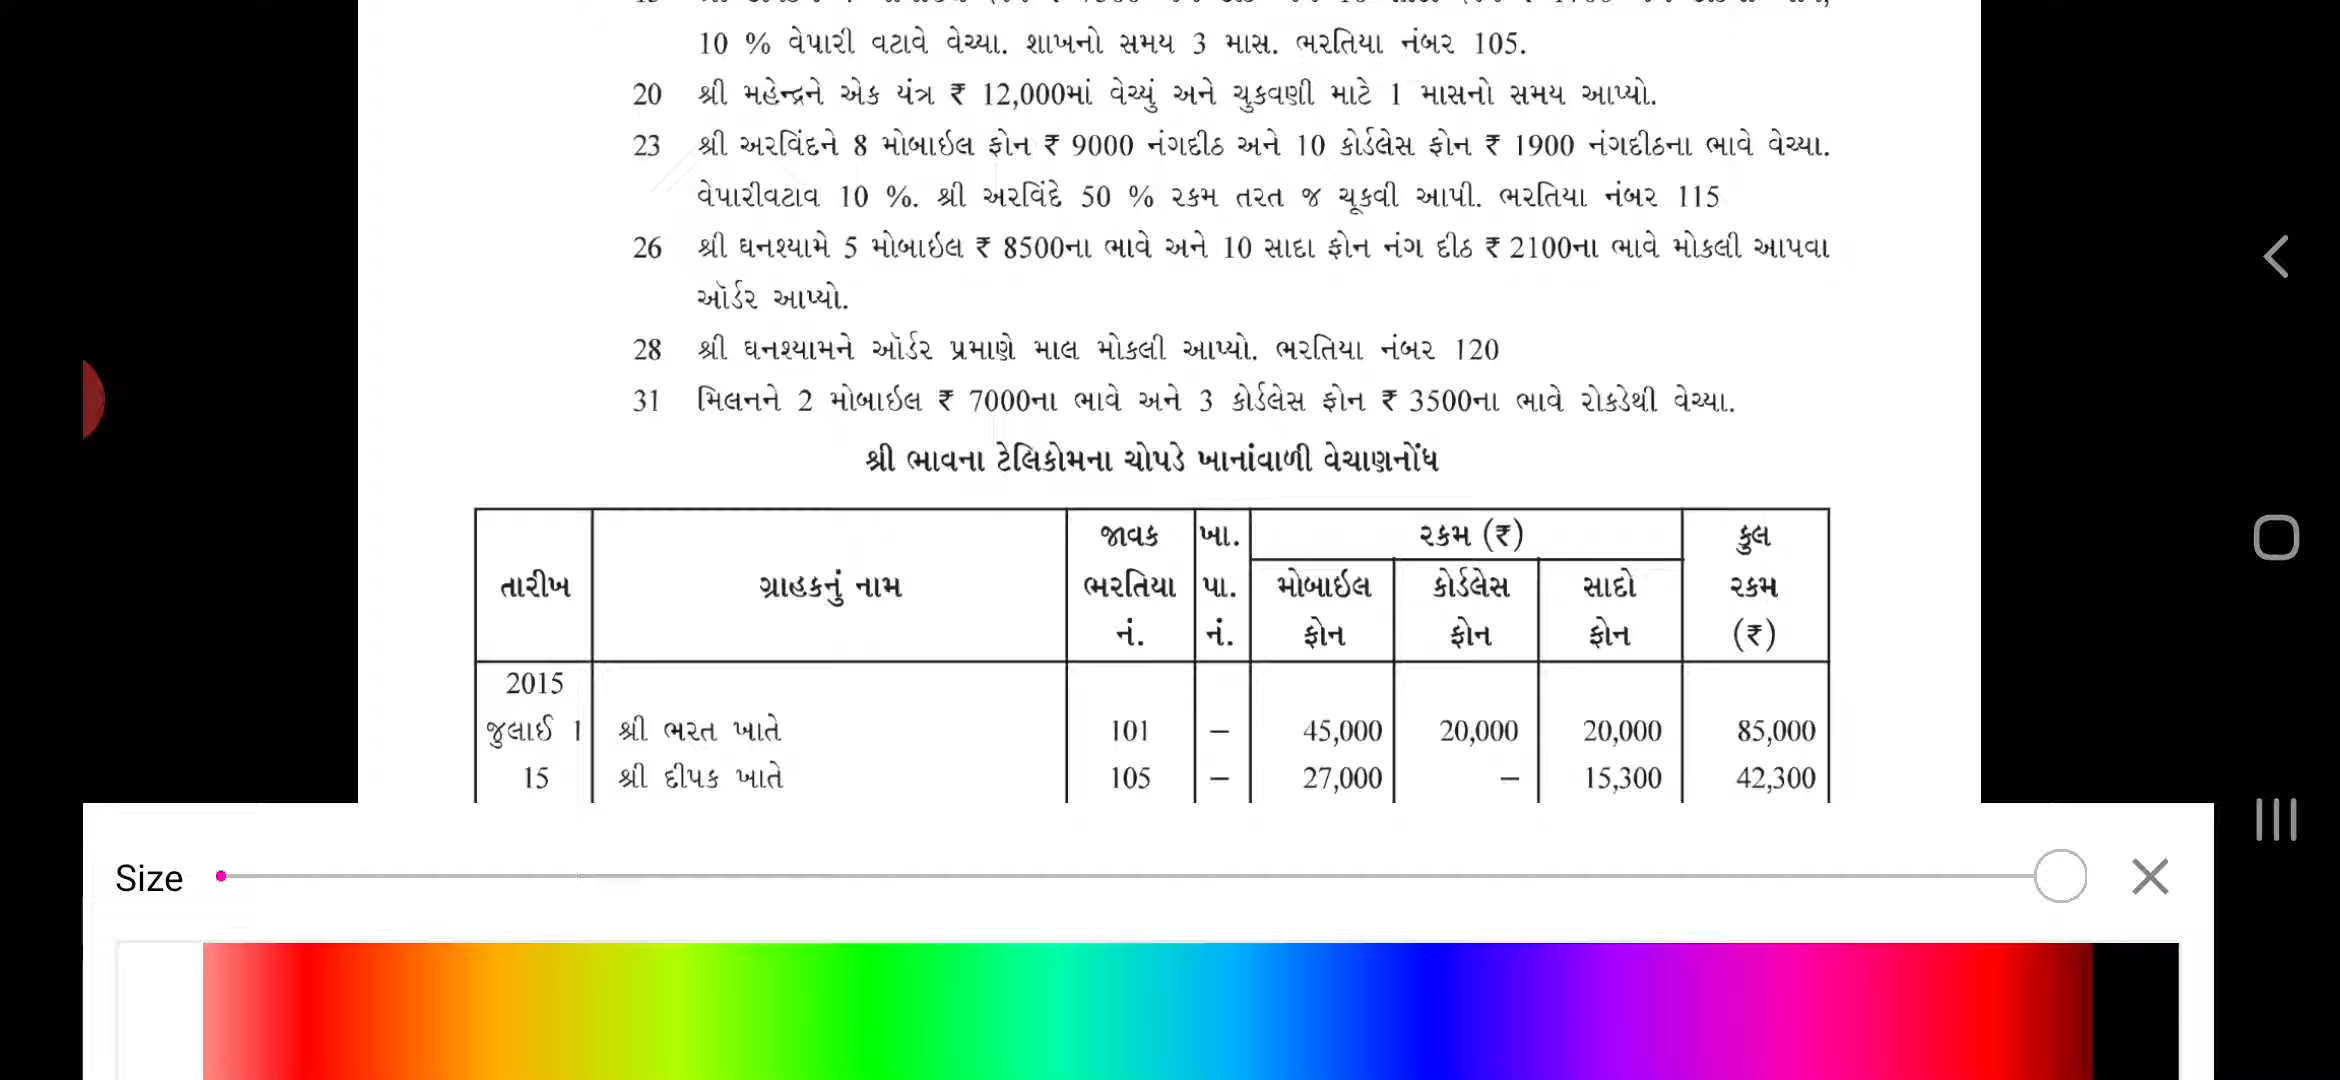 10 % વેપારી વટાવે વેચ્યા. શાખનો સમય 3 માસ. ભરતિયા નંબર 105.
20 શ્રી મહેન્દ્રને એક યંત્ર ₹ 12,000માં વેચ્યું અને ચુકવણી માટે 1 માસનો સમય આપ્યો.
23 શ્રી અરવિંદને 8 મોબાઇલ ફોન ₹ 9000 નંગદીઠ અને 10 કોર્ડલેસ ફોન ₹ 1900 નંગદીઠના ભાવે વેચ્યા.
વેપારીવટાવ 10 %. શ્રી અરવિંદે 50 % રકમ તરત જ ચૂકવી આપી. ભરતિયા નંબર 115
26 શ્રી ઘનશ્યામે 5 મોબાઇલ ₹ 8500ના ભાવે અને 10 સાદા ફોન નંગ દીઠ ₹ 2100ના ભાવે મોકલી આપવા
ઑર્ડર આપ્યો.
28 શ્રી ઘનશ્યામને ઑર્ડર પ્રમાણે માલ મોકલી આપ્યો. ભરતિયા નંબર 120
31 મિલનને 2 મોબાઇલ ₹ 7000ના ભાવે અને 3 કોર્ડલેસ ફોન ₹ 3500ના ભાવે રોકડેથી વેચ્યા.
શ્રી ભાવના ટેલિકોમના ચોપડે ખાનાંવાળી વેચાણનોંધ
જાવક ખા. રકમ (₹) કુલ
તારીખ ગ્રાહકનું નામ ભરતિયા પા. મોબાઇલ કોર્ડલેસ સાદો રકમ
નં. નં. ફોન ફોન ફોન (₹)
2015
જુલાઈ 1 શ્રી ભરત ખાતે 101 – 45,000 20,000 20,000 85,000
15 શ્રી દીપક ખાતે 105 – 27,000 – 15,300 42,300
Size